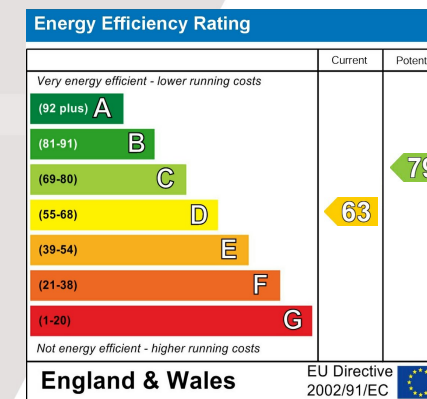 Energy Efficiency Rating
Current Potent
Very energy efficient - lower running costs
(92 plus) A
(81-91) B
(69-80) C
79
(55-68) D
63
(39-54) E
(21-38) F
(1-20) G
Not energy efficient - higher running costs
England & Wales
EU Directive
2002/91/EC